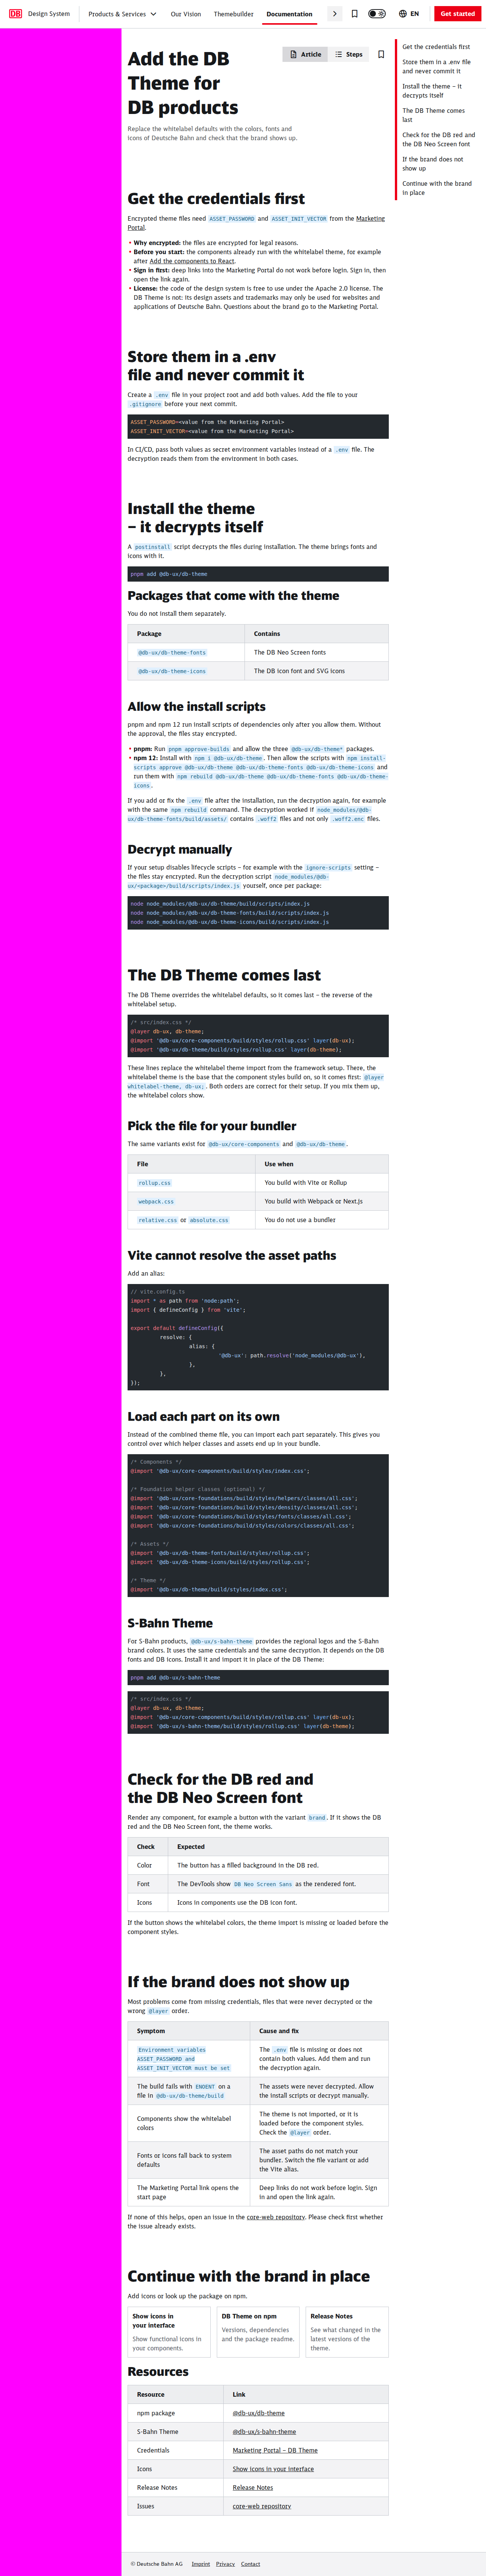 DB Design System Products & Services Our Vision Themebuilder Documentation EN Get started
Add the DB
Theme for
DB products
Article Steps
Replace the whitelabel defaults with the colors, fonts and
icons of Deutsche Bahn and check that the brand shows up.
Get the credentials first
Store them in a .env file
and never commit it
Install the theme – it
decrypts itself
The DB Theme comes
last
Check for the DB red and
the DB Neo Screen font
If the brand does not
show up
Continue with the brand
in place
Get the credentials first
Encrypted theme files need ASSET_PASSWORD and ASSET_INIT_VECTOR from the Marketing
Portal.
• Why encrypted: the files are encrypted for legal reasons.
• Before you start: the components already run with the whitelabel theme, for example
after Add the components to React.
• Sign in first: deep links into the Marketing Portal do not work before login. Sign in, then
open the link again.
• License: the code of the design system is free to use under the Apache 2.0 license. The
DB Theme is not: its design assets and trademarks may only be used for websites and
applications of Deutsche Bahn. Questions about the brand go to the Marketing Portal.
Store them in a .env
file and never commit it
Create a .env file in your project root and add both values. Add the file to your
.gitignore before your next commit.
ASSET_PASSWORD=<value from the Marketing Portal>
ASSET_INIT_VECTOR=<value from the Marketing Portal>
In CI/CD, pass both values as secret environment variables instead of a .env file. The
decryption reads them from the environment in both cases.
Install the theme
– it decrypts itself
A postinstall script decrypts the files during installation. The theme brings fonts and
icons with it.
pnpm add @db-ux/db-theme
Packages that come with the theme
You do not install them separately.
Package Contains
@db-ux/db-theme-fonts The DB Neo Screen fonts
@db-ux/db-theme-icons The DB icon font and SVG icons
Allow the install scripts
pnpm and npm 12 run install scripts of dependencies only after you allow them. Without
approval, the files stay encrypted.
• pnpm: Run pnpm approve-builds and allow the three @db-ux/db-theme* packages.
• npm 12: Install with npm i @db-ux/db-theme. Then allow the scripts with npm install-
scripts approve @db-ux/db-theme @db-ux/db-theme-fonts @db-ux/db-theme-icons and
run them with npm rebuild @db-ux/db-theme @db-ux/db-theme-fonts @db-ux/db-theme-
icons.
If you add or fix the .env file after the installation, run the decryption again, for example
with the same npm rebuild command. The decryption worked if node_modules/@db-
ux/db-theme-fonts/build/assets/ contains .woff2 files and not only .woff2.enc files.
Decrypt manually
If your setup disables lifecycle scripts – for example with the ignore-scripts setting –
the files stay encrypted. Run the decryption script node_modules/@db-
ux/<package>/build/scripts/index.js yourself, once per package:
node node_modules/@db-ux/db-theme/build/scripts/index.js
node node_modules/@db-ux/db-theme-fonts/build/scripts/index.js
node node_modules/@db-ux/db-theme-icons/build/scripts/index.js
The DB Theme comes last
The DB Theme overrides the whitelabel defaults, so it comes last – the reverse of the
whitelabel setup.
/* src/index.css */
@layer db-ux, db-theme;
@import '@db-ux/core-components/build/styles/rollup.css' layer(db-ux);
@import '@db-ux/db-theme/build/styles/rollup.css' layer(db-theme);
These lines replace the whitelabel theme import from the framework setup. There, the
whitelabel theme is the base that the component styles build on, so it comes first: @layer
whitelabel-theme, db-ux;. Both orders are correct for their setup. If you mix them up,
the whitelabel colors show.
Pick the file for your bundler
The same variants exist for @db-ux/core-components and @db-ux/db-theme.
File Use when
rollup.css You build with Vite or Rollup
webpack.css You build with Webpack or Next.js
relative.css or absolute.css You do not use a bundler
Vite cannot resolve the asset paths
Add an alias:
// vite.config.ts
import * as path from 'node:path';
import { defineConfig } from 'vite';
export default defineConfig({
resolve: {
alias: {
'@db-ux': path.resolve('node_modules/@db-ux'),
},
},
});
Load each part on its own
Instead of the combined theme file, you can import each part separately. This gives you
control over which helper classes and assets end up in your bundle.
/* Components */
@import '@db-ux/core-components/build/styles/index.css';
/* Foundation helper classes (optional) */
@import '@db-ux/core-foundations/build/styles/helpers/classes/all.css';
@import '@db-ux/core-foundations/build/styles/density/classes/all.css';
@import '@db-ux/core-foundations/build/styles/fonts/classes/all.css';
@import '@db-ux/core-foundations/build/styles/colors/classes/all.css';
/* Assets */
@import '@db-ux/db-theme-fonts/build/styles/rollup.css';
@import '@db-ux/db-theme-icons/build/styles/rollup.css';
/* Theme */
@import '@db-ux/db-theme/build/styles/index.css';
S-Bahn Theme
For S-Bahn products, @db-ux/s-bahn-theme provides the regional logos and the S-Bahn
brand colors. It uses the same credentials and the same decryption. It depends on the DB
fonts and DB icons. Install it and import it in place of the DB Theme:
pnpm add @db-ux/s-bahn-theme
/* src/index.css */
@layer db-ux, db-theme;
@import '@db-ux/core-components/build/styles/rollup.css' layer(db-ux);
@import '@db-ux/s-bahn-theme/build/styles/rollup.css' layer(db-theme);
Check for the DB red and
the DB Neo Screen font
Render any component, for example a button with the variant brand. If it shows the DB
red and the DB Neo Screen font, the theme works.
Check Expected
Color The button has a filled background in the DB red.
Font The DevTools show DB Neo Screen Sans as the rendered font.
Icons Icons in components use the DB icon font.
If the button shows the whitelabel colors, the theme import is missing or loaded before the
component styles.
If the brand does not show up
Most problems come from missing credentials, files that were never decrypted or the
wrong @layer order.
Symptom Cause and fix
Environment variables
ASSET_PASSWORD and
ASSET_INIT_VECTOR must be set
The .env file is missing or does not
contain both values. Add them and run
the decryption again.
The build fails with ENOENT on a
file in @db-ux/db-theme/build
The assets were never decrypted. Allow
the install scripts or decrypt manually.
Components show the whitelabel
colors
The theme is not imported, or it is
loaded before the component styles.
Check the @layer order.
Fonts or icons fall back to system
defaults
The asset paths do not match your
bundler. Switch the file variant or add
the Vite alias.
The Marketing Portal link opens the
start page
Deep links do not work before login. Sign
in and open the link again.
If none of this helps, open an issue in the core-web repository. Please check first whether
the issue already exists.
Continue with the brand in place
Add icons or look up the package on npm.
Show icons in
your interface
Show functional icons in
your components.
DB Theme on npm
Versions, dependencies
and the package readme.
Release Notes
See what changed in the
latest versions of the
theme.
Resources
Resource Link
npm package @db-ux/db-theme
S-Bahn Theme @db-ux/s-bahn-theme
Credentials Marketing Portal – DB Theme
Icons Show icons in your interface
Release Notes Release Notes
Issues core-web repository
© Deutsche Bahn AG Imprint Privacy Contact